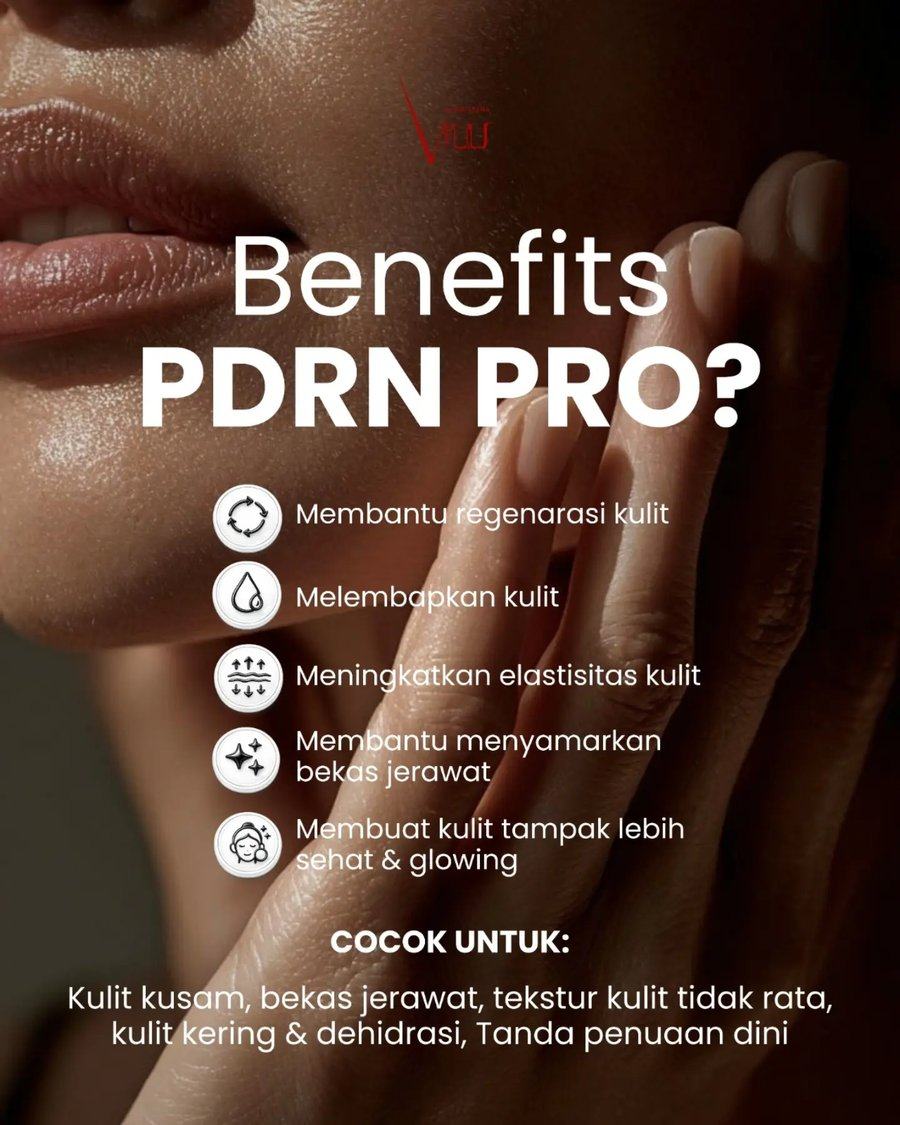 Benefits
PDRN PRO?
Membantu regenarasi kulit
Melembapkan kulit
Meningkatkan elastisitas kulit
Membantu menyamarkan
bekas jerawat
Membuat kulit tampak lebih
sehat & glowing
COCOK UNTUK:
Kulit kusam, bekas jerawat, tekstur kulit tidak rata,
kulit kering & dehidrasi, Tanda penuaan dini